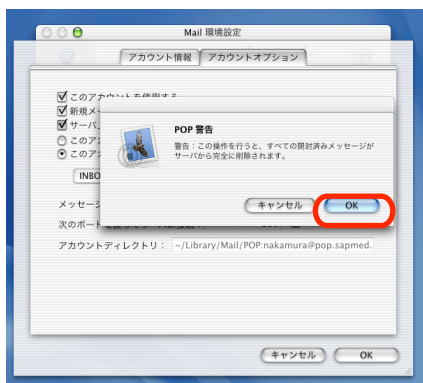 Mail 環境設定
アカウント情報
アカウントオプション
このアカウントを使用する
新規メ
サーバ
このア
このア
INBO
POP 警告
警告：この操作を行うと、すべての開封済みメッセージが
サーバから完全に削除されます。
キャンセル
OK
メッセージ
次のポート
アカウントディレクトリ：
~/Library/Mail/POP:nakamura@pop.sapmed.
キャンセル
OK